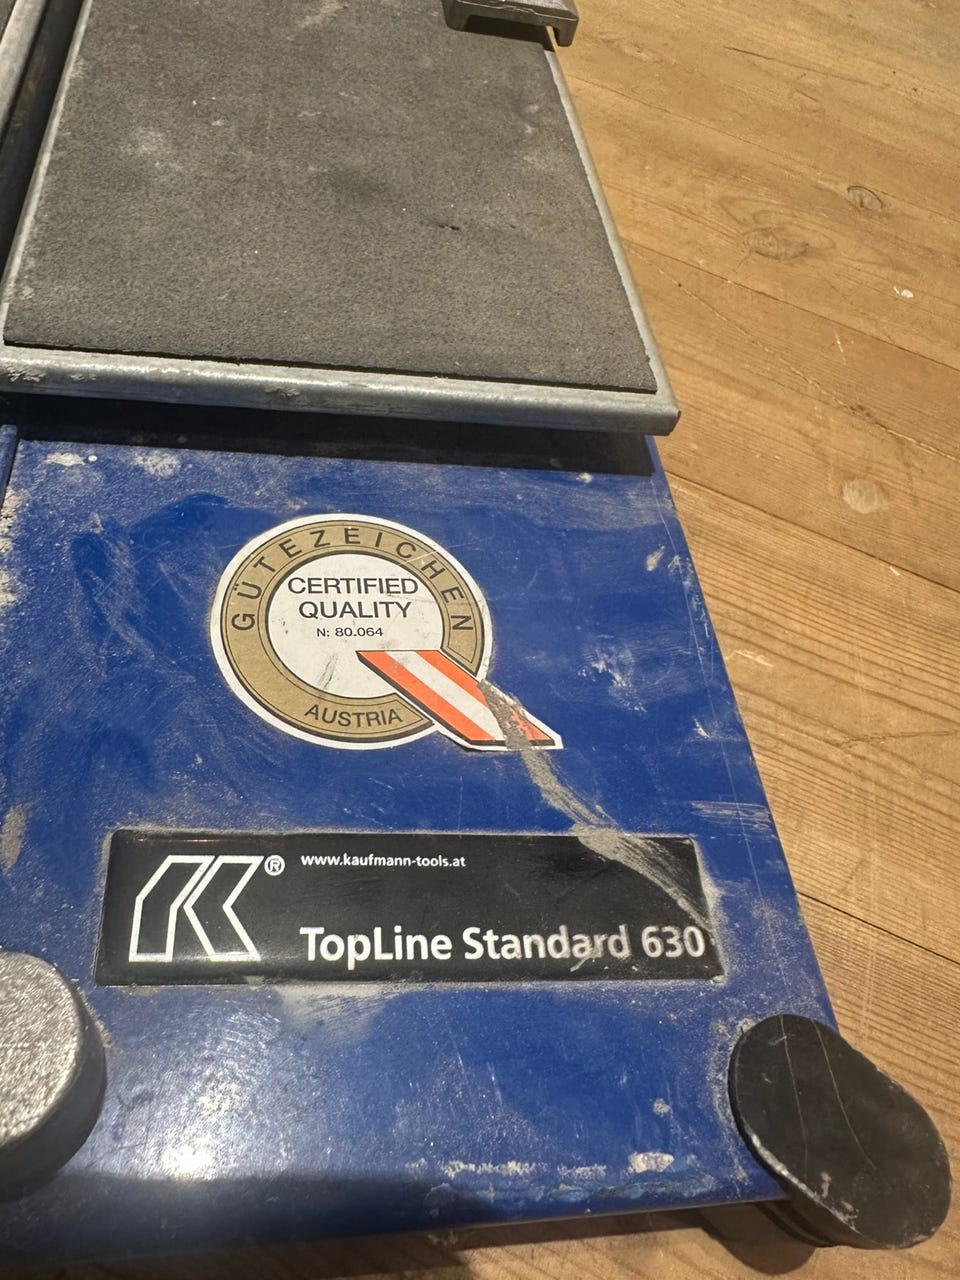 GÜTEZEICHEN
CERTIFIED
QUALITY
N: 80.064
AUSTRIA
®
www.kaufmann-tools.at
TopLine Standard 630